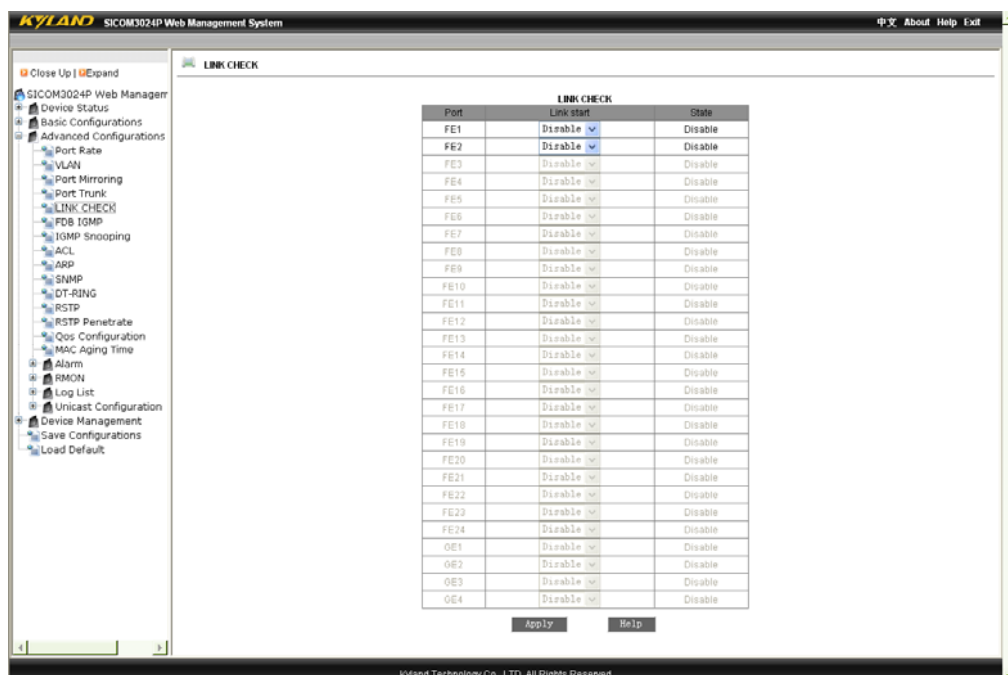 KYLAND SICOM3024P Web Management System
中文 About Help Exit
Close Up | Expand
SICOM3024P Web Managem
Device Status
Basic Configurations
Advanced Configurations
Port Rate
VLAN
Port Mirroring
Port Trunk
LINK CHECK
FDB IGMP
IGMP Snooping
ACL
ARP
SNMP
DT-RING
RSTP
RSTP Penetrate
Qos Configuration
MAC Aging Time
Alarm
RMON
Log List
Unicast Configuration
Device Management
Save Configurations
Load Default
LINK CHECK
LINK CHECK
Port Link start State
FE1 Disable Disable
FE2 Disable Disable
FE3 Disable Disable
FE4 Disable Disable
FE5 Disable Disable
FE6 Disable Disable
FE7 Disable Disable
FE8 Disable Disable
FE9 Disable Disable
FE10 Disable Disable
FE11 Disable Disable
FE12 Disable Disable
FE13 Disable Disable
FE14 Disable Disable
FE15 Disable Disable
FE16 Disable Disable
FE17 Disable Disable
FE18 Disable Disable
FE19 Disable Disable
FE20 Disable Disable
FE21 Disable Disable
FE22 Disable Disable
FE23 Disable Disable
FE24 Disable Disable
GE1 Disable Disable
GE2 Disable Disable
GE3 Disable Disable
GE4 Disable Disable
Apply Help
Kyland Technology Co., LTD. All Rights Reserved